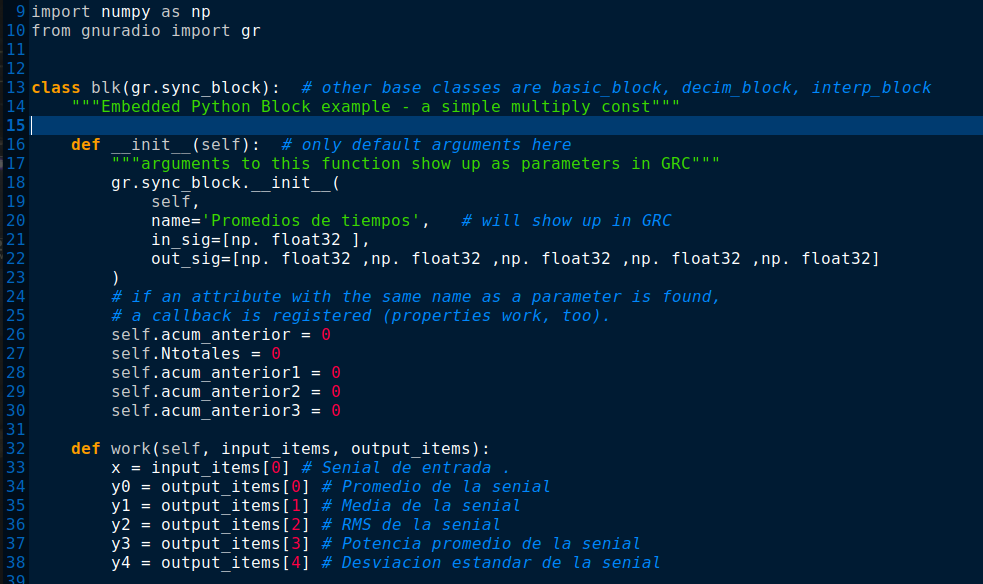 9 import numpy as np
10 from gnuradio import gr
11
12
13 class blk(gr.sync_block):  # other base classes are basic_block, decim_block, interp_block
14     """Embedded Python Block example - a simple multiply const"""
15
16     def __init__(self):  # only default arguments here
17         """arguments to this function show up as parameters in GRC"""
18         gr.sync_block.__init__(
19             self,
20             name='Promedios de tiempos',   # will show up in GRC
21             in_sig=[np. float32 ],
22             out_sig=[np. float32 ,np. float32 ,np. float32 ,np. float32 ,np. float32]
23         )
24         # if an attribute with the same name as a parameter is found,
25         # a callback is registered (properties work, too).
26         self.acum_anterior = 0
27         self.Ntotales = 0
28         self.acum_anterior1 = 0
29         self.acum_anterior2 = 0
30         self.acum_anterior3 = 0
31
32     def work(self, input_items, output_items):
33         x = input_items[0] # Senial de entrada .
34         y0 = output_items[0] # Promedio de la senial
35         y1 = output_items[1] # Media de la senial
36         y2 = output_items[2] # RMS de la senial
37         y3 = output_items[3] # Potencia promedio de la senial
38         y4 = output_items[4] # Desviacion estandar de la senial
39